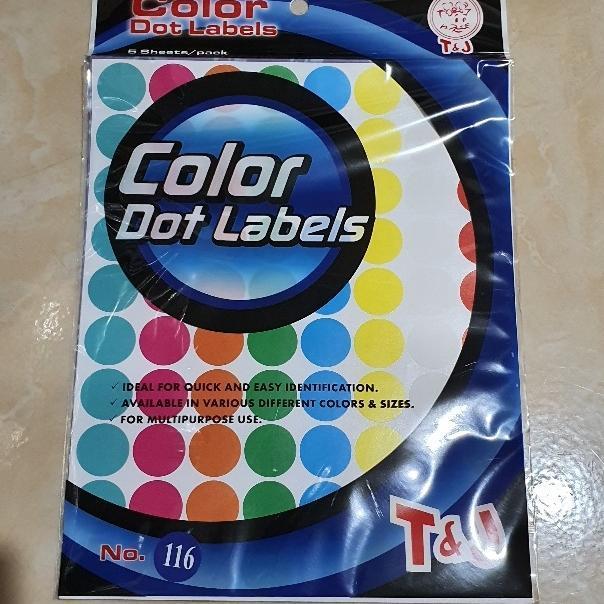 Color
Dot Labels
5 Sheets/pack
T&J
Color
Dot Labels
✓ IDEAL FOR QUICK AND EASY IDENTIFICATION.
✓ AVAILABLE IN VARIOUS DIFFERENT COLORS & SIZES.
✓ FOR MULTIPURPOSE USE.
T&J
No. 116